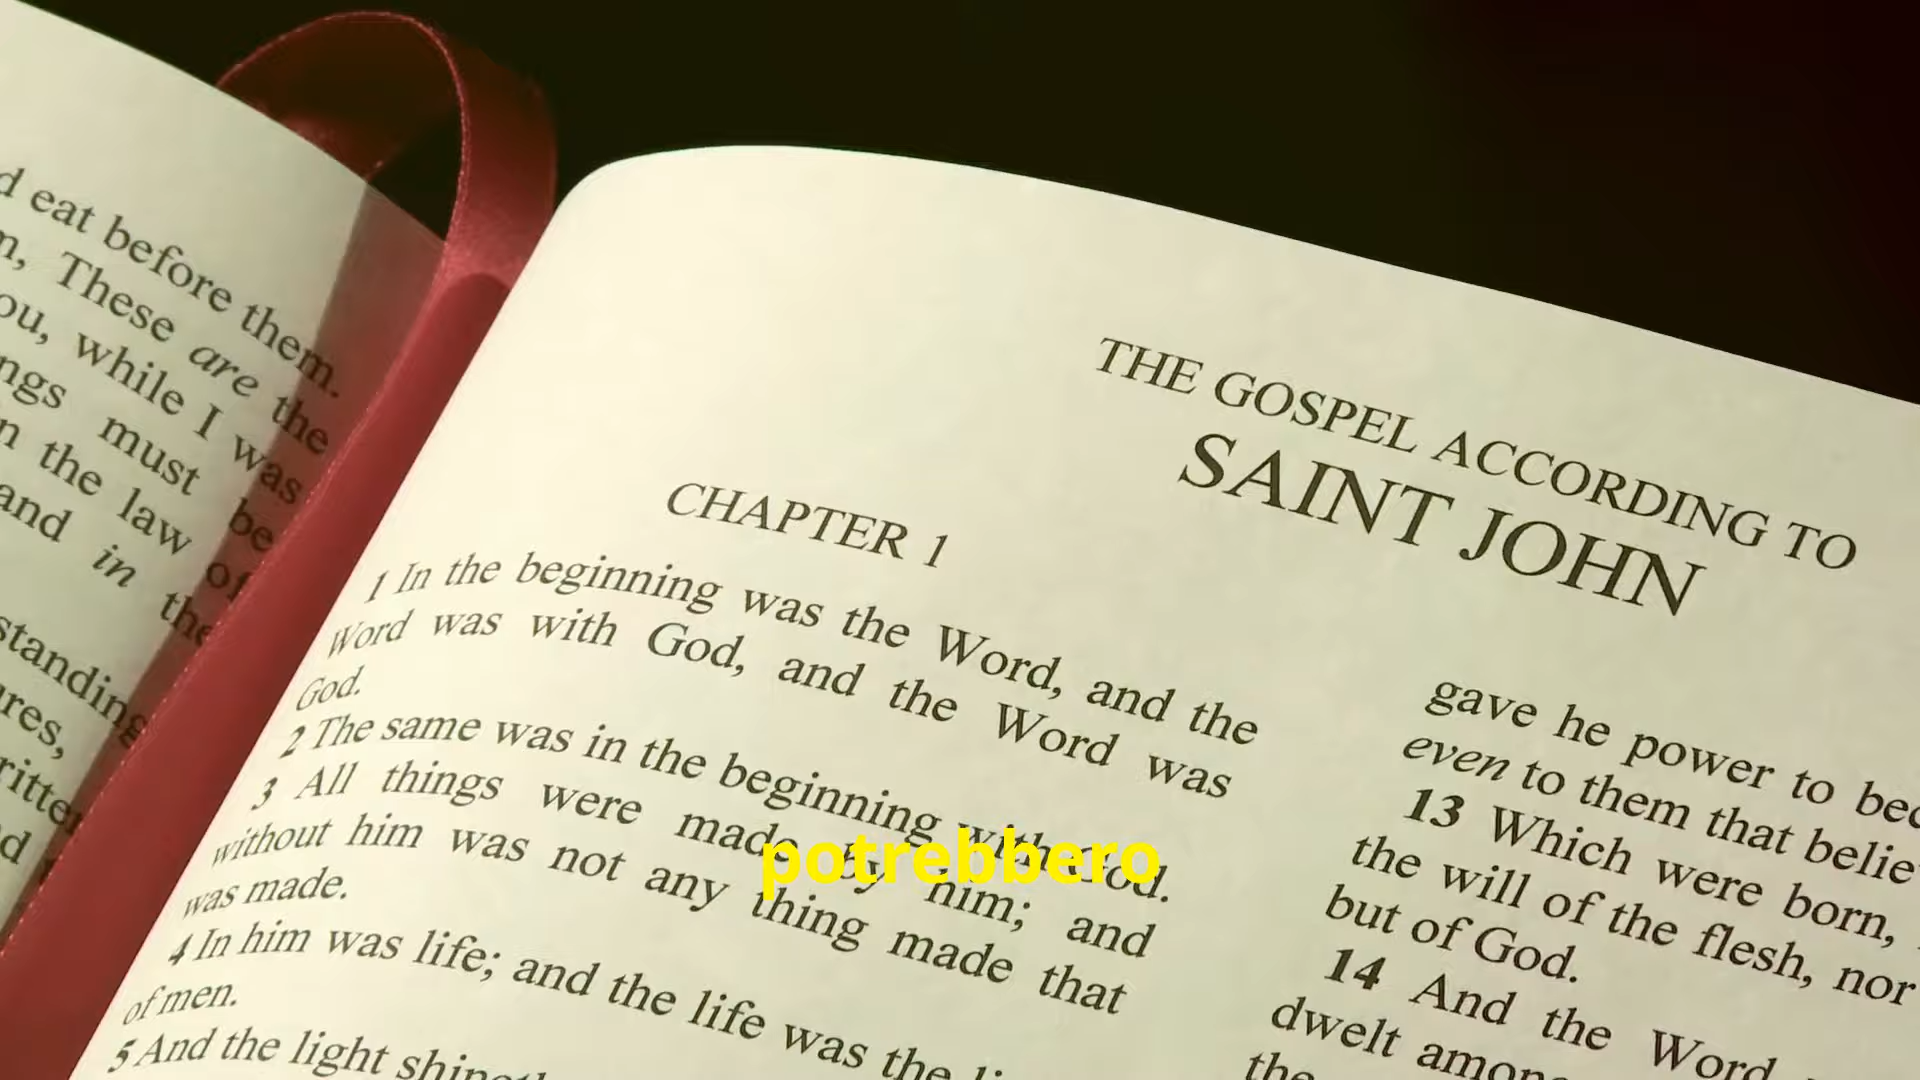 d eat before them.
n, These are the
ou, while I was
ngs must be
n the law of
and in the
standing
ures,
ritten
d
THE GOSPEL ACCORDING TO
SAINT JOHN
CHAPTER 1
1 In the beginning was the Word, and the
Word was with God, and the Word was
God.
2 The same was in the beginning with God.
3 All things were made by him; and
without him was not any thing made that
was made.
4 In him was life; and the life was the li
of men.
5 And the light shineth
gave he power to bec
even to them that belie
13 Which were born,
the will of the flesh, nor
but of God.
14 And the Word
dwelt among
the
potrebbero